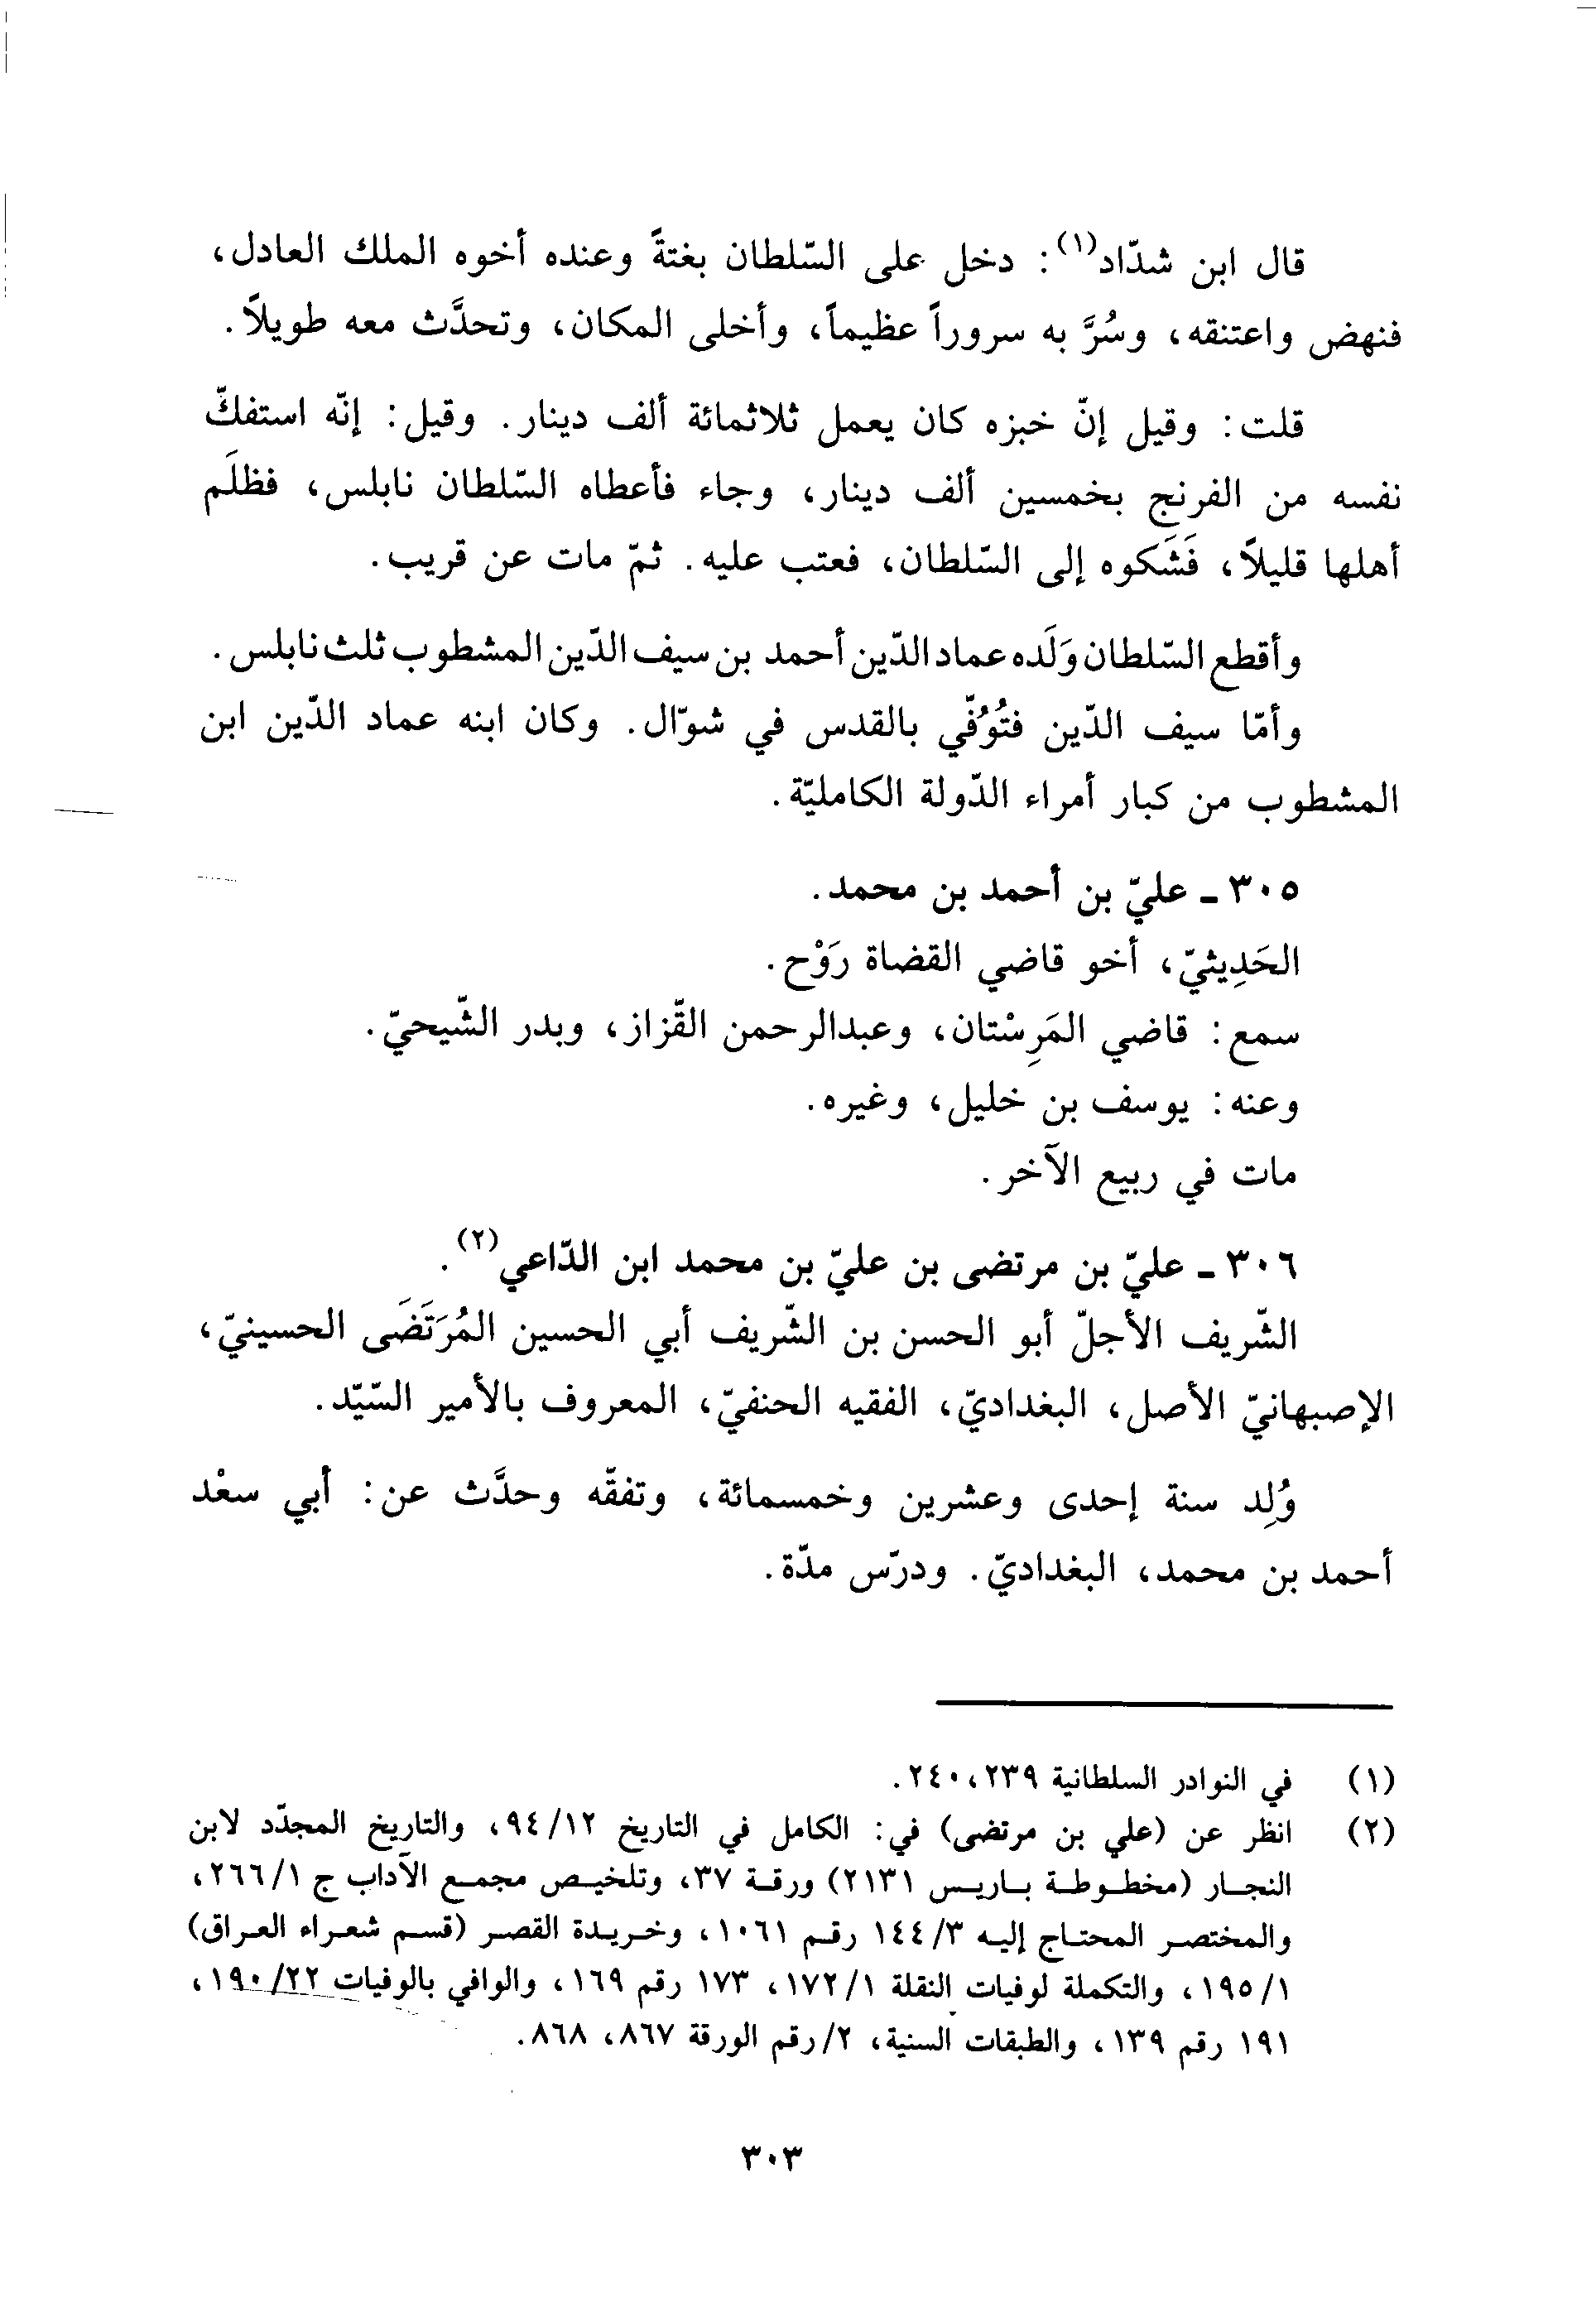 قال ابن شدّاد(١): دخل على السّلطان بغتةً وعنده أخوه الملك العادل،
فنهض واعتنقه، وسُرَّ به سروراً عظيماً، وأخلى المكان، وتحدَّث معه طويلاً.
قلت: وقيل إنّ خبزه كان يعمل ثلاثمائة ألف دينار. وقيل: إنّه استفكّ
نفسه من الفرنج بخمسين ألف دينار، وجاء فأعطاه السّلطان نابلس، فظلَم
أهلها قليلاً، فَشَكوه إلى السّلطان، فعتب عليه. ثمّ مات عن قريب.
وأقطع السّلطان وَلَده عماد الدّين أحمد بن سيف الدّين المشطوب ثلث نابلس.
وأمّا سيف الدّين فتُوُفّي بالقدس في شوّال. وكان ابنه عماد الدّين ابن
المشطوب من كبار أمراء الدّولة الكامليّة.
٣٠٥ ـ عليّ بن أحمد بن محمد.
الحَدِيثيّ، أخو قاضي القضاة رَوْح.
سمع: قاضي المَرِسْتان، وعبدالرحمن القّزاز، وبدر الشّيحيّ.
وعنه: يوسف بن خليل، وغيره.
مات في ربيع الآخر.
٣٠٦ ـ عليّ بن مرتضى بن عليّ بن محمد ابن الدّاعي(٢).
الشّريف الأجلّ أبو الحسن بن الشّريف أبي الحسين المُرَتَضَى الحسينيّ،
الإصبهانيّ الأصل، البغداديّ، الفقيه الحنفيّ، المعروف بالأمير السّيّد.
وُلِد سنة إحدى وعشرين وخمسمائة، وتفقّه وحدَّث عن: أبي سعْد
أحمد بن محمد، البغداديّ. ودرّس مدّة.
(١) في النوادر السلطانية ٢٣٩، ٢٤٠.
(٢) انظر عن (علي بن مرتضى) في: الكامل في التاريخ ٩٤/١٢، والتاريخ المجدّد لابن
النجار (مخطوطة باريس ٢١٣١) ورقة ٣٧، وتلخيص مجمع الآداب ج ٢٦٦/١،
والمختصر المحتاج إليه ١٤٤/٣ رقم ١٠٦١، وخريدة القصر (قسم شعراء العراق)
١٩٥/١، والتكملة لوفيات النقلة ١٧٢/١، ١٧٣ رقم ١٦٩، والوافي بالوفيات ١٩٠/٢٢،
١٩١ رقم ١٣٩، والطبقات السنية، ٢/رقم الورقة ٨٦٧، ٨٦٨.
٣٠٣